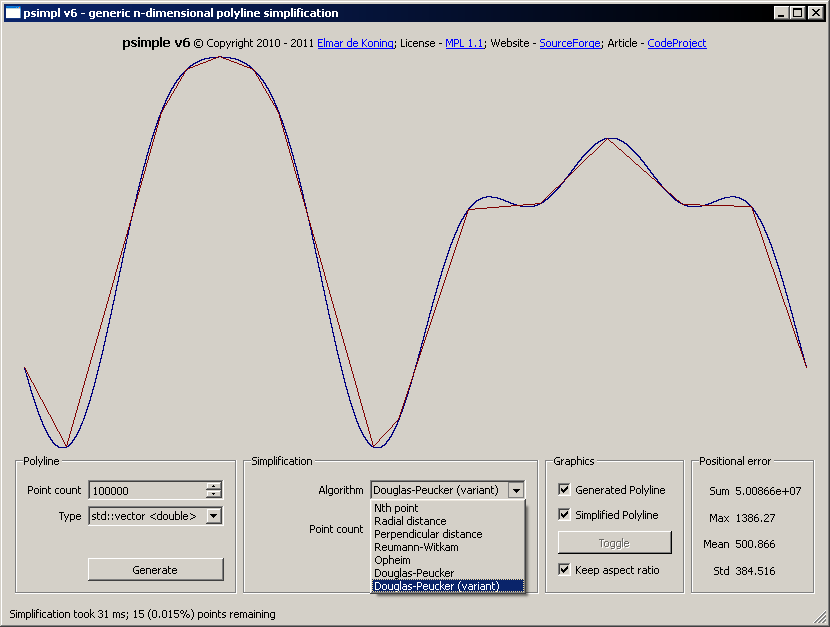 psimpl v6 - generic n-dimensional polyline simplification
psimple v6 © Copyright 2010 - 2011 Elmar de Koning; License - MPL 1.1; Website - SourceForge; Article - CodeProject
Polyline
Point count 100000
Type std::vector <double>
Generate
Simplification
Algorithm Douglas-Peucker (variant)
Point count
Nth point
Radial distance
Perpendicular distance
Reumann-Witkam
Opheim
Douglas-Peucker
Douglas-Peucker (variant)
Graphics
Generated Polyline
Simplified Polyline
Toggle
Keep aspect ratio
Positional error
Sum 5.00866e+07
Max 1386.27
Mean 500.866
Std 384.516
Simplification took 31 ms; 15 (0.015%) points remaining